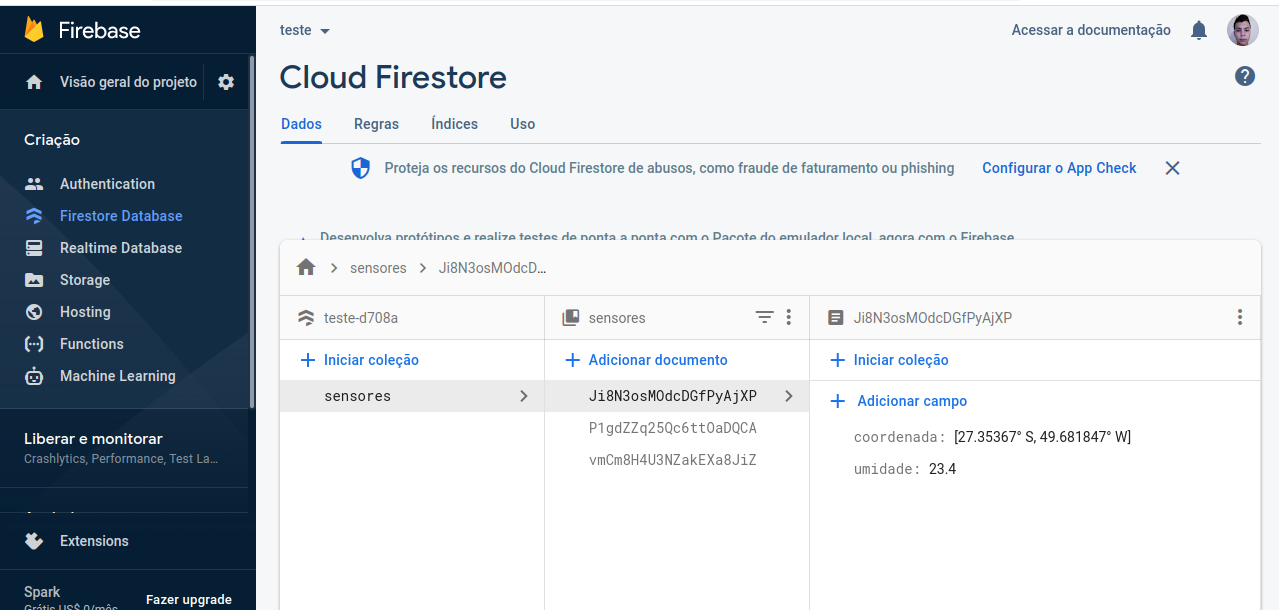 Firebase
Visão geral do projeto
Criação
Authentication
Firestore Database
Realtime Database
Storage
Hosting
Functions
Machine Learning
Liberar e monitorar
Crashlytics, Performance, Test La...
Extensions
Spark
Grátis US$ 0/mês
Fazer upgrade
teste
Acessar a documentação
Cloud Firestore
Dados
Regras
Índices
Uso
Proteja os recursos do Cloud Firestore de abusos, como fraude de faturamento ou phishing
Configurar o App Check
Desenvolva protótipos e realize testes de ponta a ponta com o Pacote do emulador local, agora com o Firebase
sensores
Ji8N3osMOdcD...
teste-d708a
Iniciar coleção
sensores
sensores
Adicionar documento
Ji8N3osMOdcDGfPyAjXP
P1gdZZq25Qc6ttOaDQCA
vmCm8H4U3NZakEXa8JiZ
Ji8N3osMOdcDGfPyAjXP
Iniciar coleção
Adicionar campo
coordenada: [27.35367° S, 49.681847° W]
umidade: 23.4